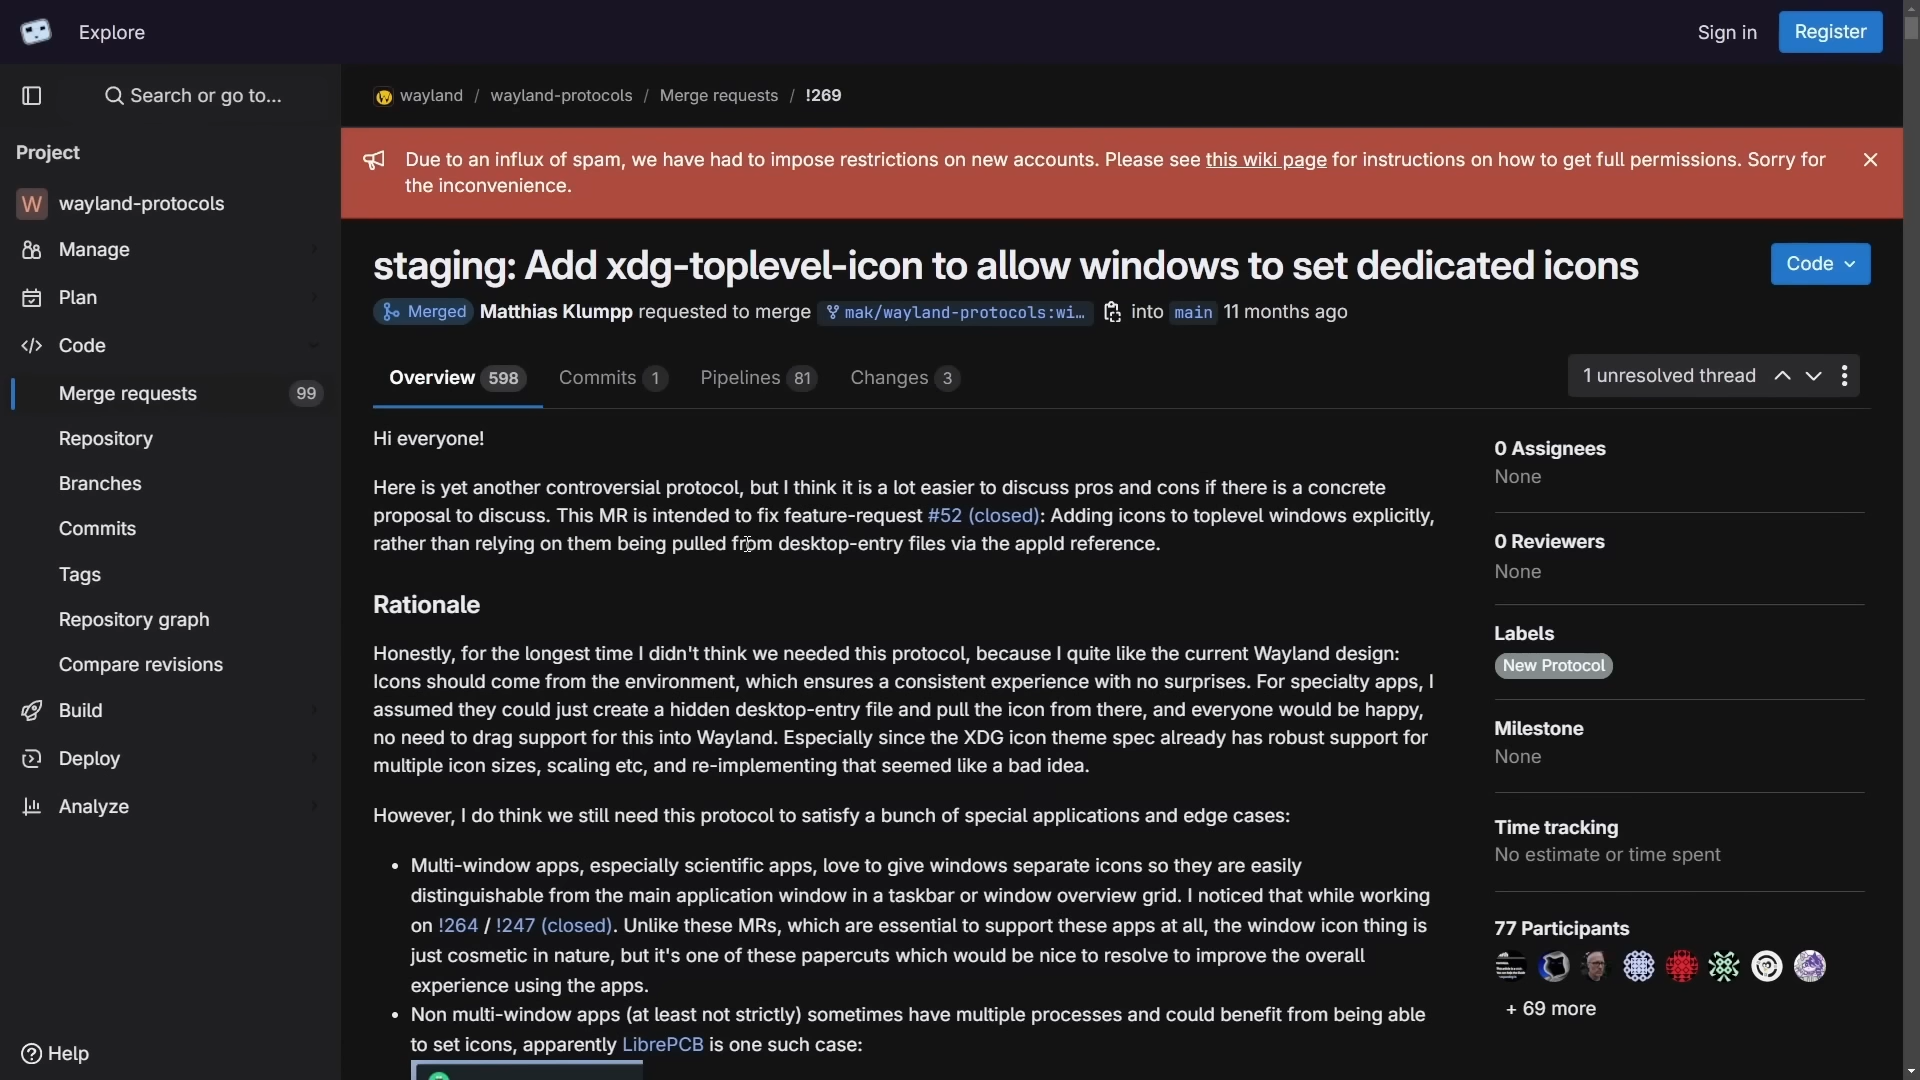 Explore
Sign in
Register
Search or go to...
wayland / wayland-protocols / Merge requests / !269
Project
Due to an influx of spam, we have had to impose restrictions on new accounts. Please see this wiki page for instructions on how to get full permissions. Sorry for
the inconvenience.
W wayland-protocols
Manage
Plan
Code
Merge requests 99
Repository
Branches
Commits
Tags
Repository graph
Compare revisions
Build
Deploy
Analyze
Help
staging: Add xdg-toplevel-icon to allow windows to set dedicated icons
Code
Merged Matthias Klumpp requested to merge mak/wayland-protocols:wi... into main 11 months ago
Overview 598 Commits 1 Pipelines 81 Changes 3
1 unresolved thread
Hi everyone!
Here is yet another controversial protocol, but I think it is a lot easier to discuss pros and cons if there is a concrete
proposal to discuss. This MR is intended to fix feature-request #52 (closed): Adding icons to toplevel windows explicitly,
rather than relying on them being pulled from desktop-entry files via the appId reference.
Rationale
Honestly, for the longest time I didn't think we needed this protocol, because I quite like the current Wayland design:
Icons should come from the environment, which ensures a consistent experience with no surprises. For specialty apps, I
assumed they could just create a hidden desktop-entry file and pull the icon from there, and everyone would be happy,
no need to drag support for this into Wayland. Especially since the XDG icon theme spec already has robust support for
multiple icon sizes, scaling etc, and re-implementing that seemed like a bad idea.
However, I do think we still need this protocol to satisfy a bunch of special applications and edge cases:
• Multi-window apps, especially scientific apps, love to give windows separate icons so they are easily
distinguishable from the main application window in a taskbar or window overview grid. I noticed that while working
on !264 / !247 (closed). Unlike these MRs, which are essential to support these apps at all, the window icon thing is
just cosmetic in nature, but it's one of these papercuts which would be nice to resolve to improve the overall
experience using the apps.
• Non multi-window apps (at least not strictly) sometimes have multiple processes and could benefit from being able
to set icons, apparently LibrePCB is one such case:
0 Assignees
None
0 Reviewers
None
Labels
New Protocol
Milestone
None
Time tracking
No estimate or time spent
77 Participants
+ 69 more